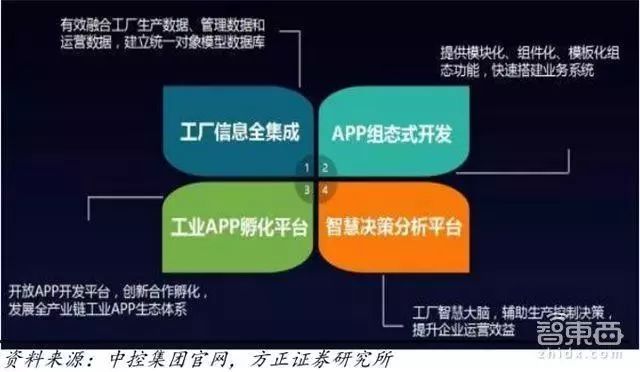 有效融合工厂生产数据、管理数据和
运营数据，建立统一对象模型数据库
提供模块化、组件化、模板化组
态功能，快速搭建业务系统
工厂信息全集成
APP组态式开发
1
2
3
4
工业APP孵化平台
智慧决策分析平台
开放APP开发平台，创新合作孵化，
发展全产业链工业APP生态体系
工厂智慧大脑，辅助生产控制决策，
提升企业运营效益
智東西
zhidx.com
资料来源：中控集团官网，方正证券研究所